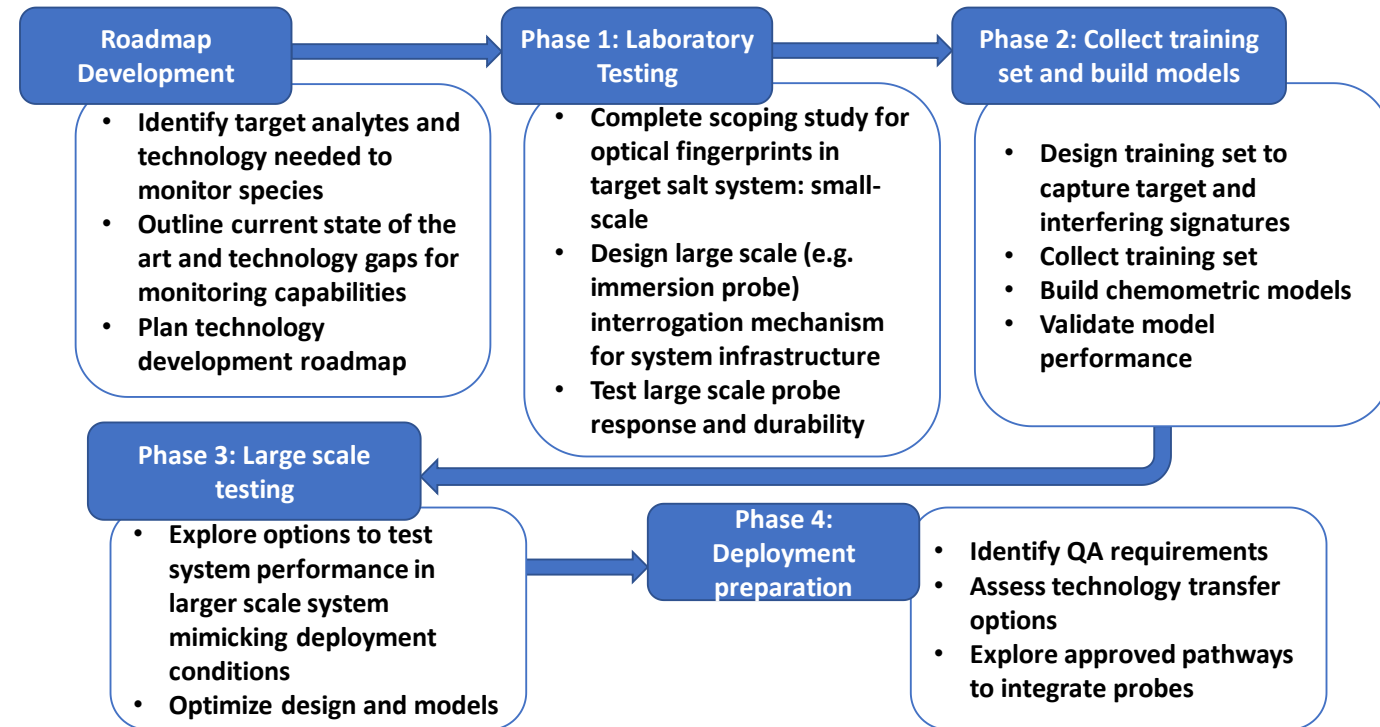 Roadmap
Development
• Identify target analytes and
technology needed to
monitor species
• Outline current state of the
art and technology gaps for
monitoring capabilities
• Plan technology
development roadmap
Phase 1: Laboratory
Testing
• Complete scoping study for
optical fingerprints in
target salt system: small-
scale
• Design large scale (e.g.
immersion probe)
interrogation mechanism
for system infrastructure
• Test large scale probe
response and durability
Phase 2: Collect training
set and build models
• Design training set to
capture target and
interfering signatures
• Collect training set
• Build chemometric models
• Validate model
performance
Phase 3: Large scale
testing
• Explore options to test
system performance in
larger scale system
mimicking deployment
conditions
• Optimize design and models
Phase 4:
Deployment
preparation
• Identify QA requirements
• Assess technology transfer
options
• Explore approved pathways
to integrate probes